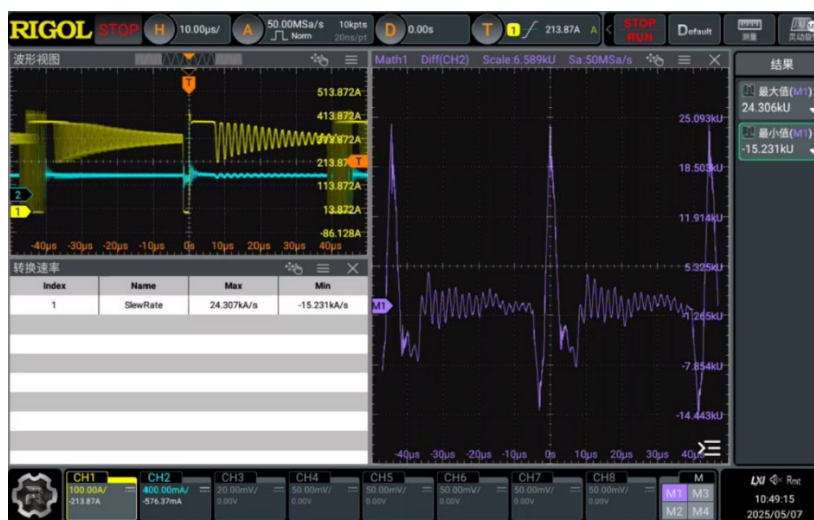 RIGOL STOP H 10.00μs/ A 50.00MSa/s 10kpts Norm 20ns/pt D 0.00s T 1 213.87A A STOP RUN Default 测量
波形视图
T
513.872A
413.872A
213.87 T
113.872A
13.872A
-86.128A
2
1
-40μs -30μs -20μs -10μs 0s 10μs 20μs 30μs 40μs
转换速率
Index Name Max Min
1 SlewRate 24.307kA/s -15.231kA/s
Math1 Diff(CH2) Scale:6.589kU Sa:50MSa/s
25.093kU
18.503kU
11.914kU
5.325kU
M1
-1.265kU
-7.854kU
-14.443kU
-40μs -30μs -20μs -10μs 0s 10μs 20μs 30μs 40μs
结果
最大值(M1)
24.306kU
最小值(M1)
-15.231kU
CH1
100.00A/
-213.87A
CH2
400.00mA/
-576.37mA
CH3
20.00mV/
0.00V
CH4
50.00mV/
0.00V
CH5
50.00mV/
0.00V
CH6
50.00mV/
0.00V
CH7
50.00mV/
0.00V
CH8
50.00mV/
0.00V
M
M1 M3
M2 M4
LXI Rmt
10:49:15
2025/05/07